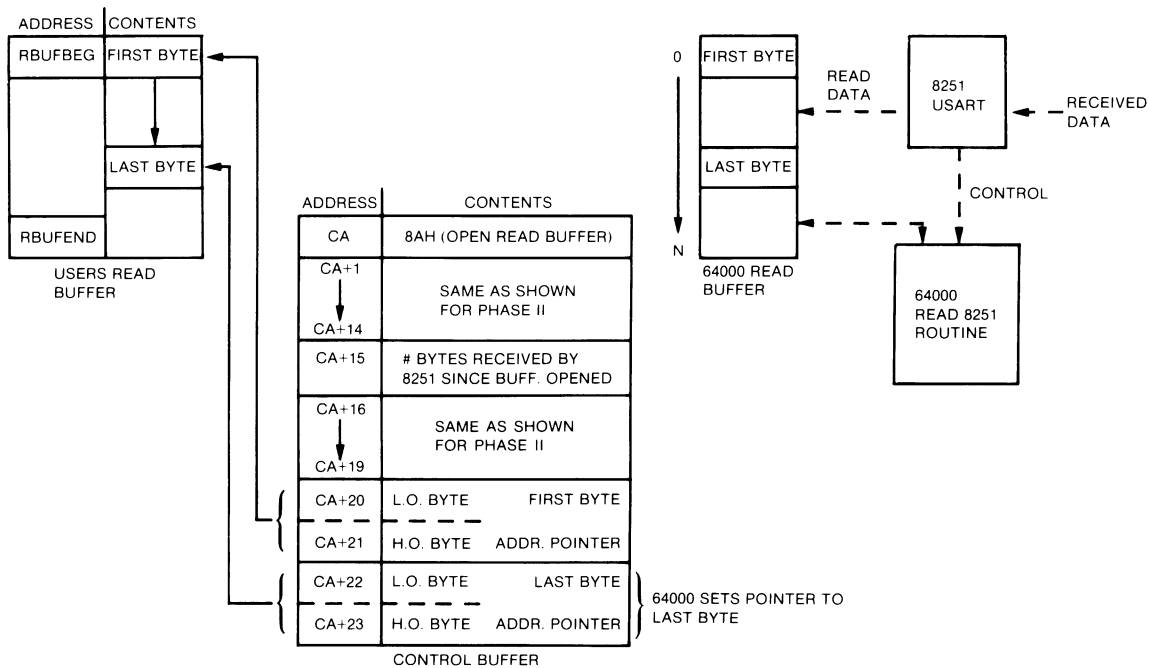 ADDRESS CONTENTS
RBUFBEG FIRST BYTE
LAST BYTE
RBUFEND
USERS READ
BUFFER
ADDRESS CONTENTS
CA 8AH (OPEN READ BUFFER)
CA+1
SAME AS SHOWN
FOR PHASE II
CA+14
CA+15 # BYTES RECEIVED BY
8251 SINCE BUFF. OPENED
CA+16
SAME AS SHOWN
FOR PHASE II
CA+19
CA+20 L.O. BYTE FIRST BYTE
CA+21 H.O. BYTE ADDR. POINTER
CA+22 L.O. BYTE LAST BYTE
CA+23 H.O. BYTE ADDR. POINTER
CONTROL BUFFER
64000 SETS POINTER TO
LAST BYTE
0 FIRST BYTE
LAST BYTE
N
64000 READ
BUFFER
READ
DATA
8251
USART
RECEIVED
DATA
CONTROL
64000
READ 8251
ROUTINE